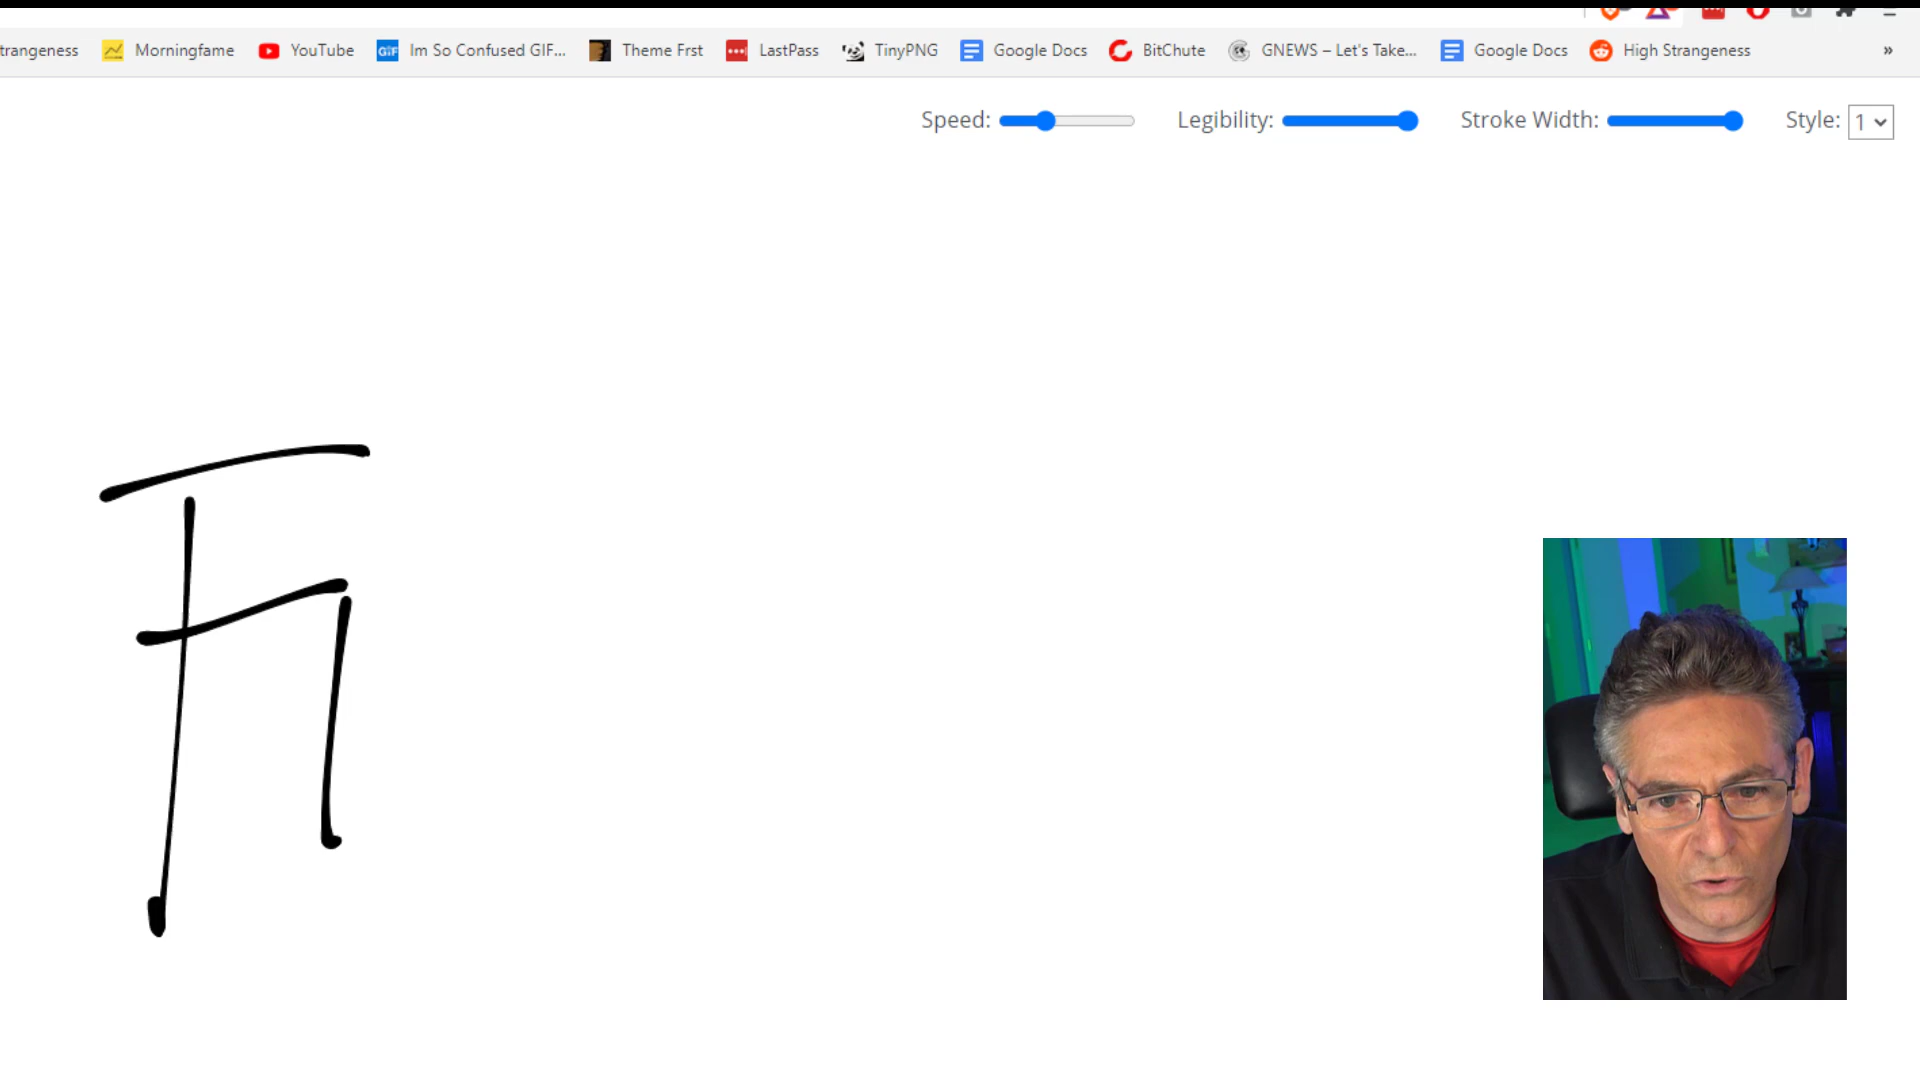 trangeness Morningfame YouTube GIF Im So Confused GIF... Theme Frst LastPass TinyPNG Google Docs BitChute GNEWS – Let's Take... Google Docs High Strangeness »
Speed: Legibility: Stroke Width: Style: 1
Fi